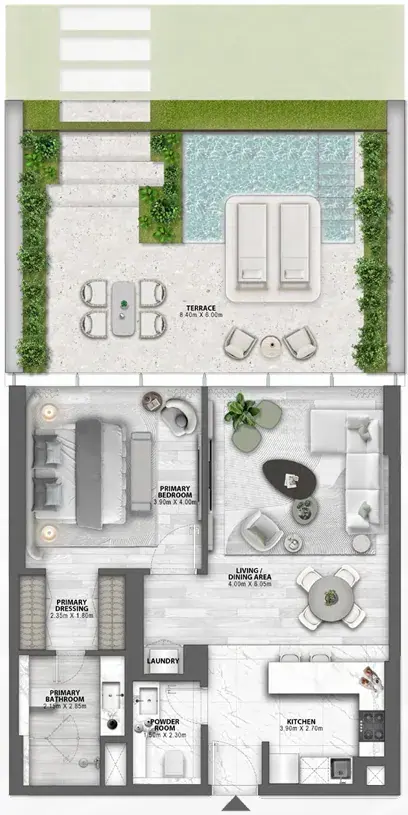 TERRACE
8.40m X 6.00m
PRIMARY
BEDROOM
3.90m X 4.00m
PRIMARY
DRESSING
2.35m X 1.80m
LIVING /
DINING AREA
4.00m X 6.05m
LAUNDRY
PRIMARY
BATHROOM
2.15m X 2.85m
POWDER
ROOM
1.50m X 2.30m
KITCHEN
3.90m X 2.70m